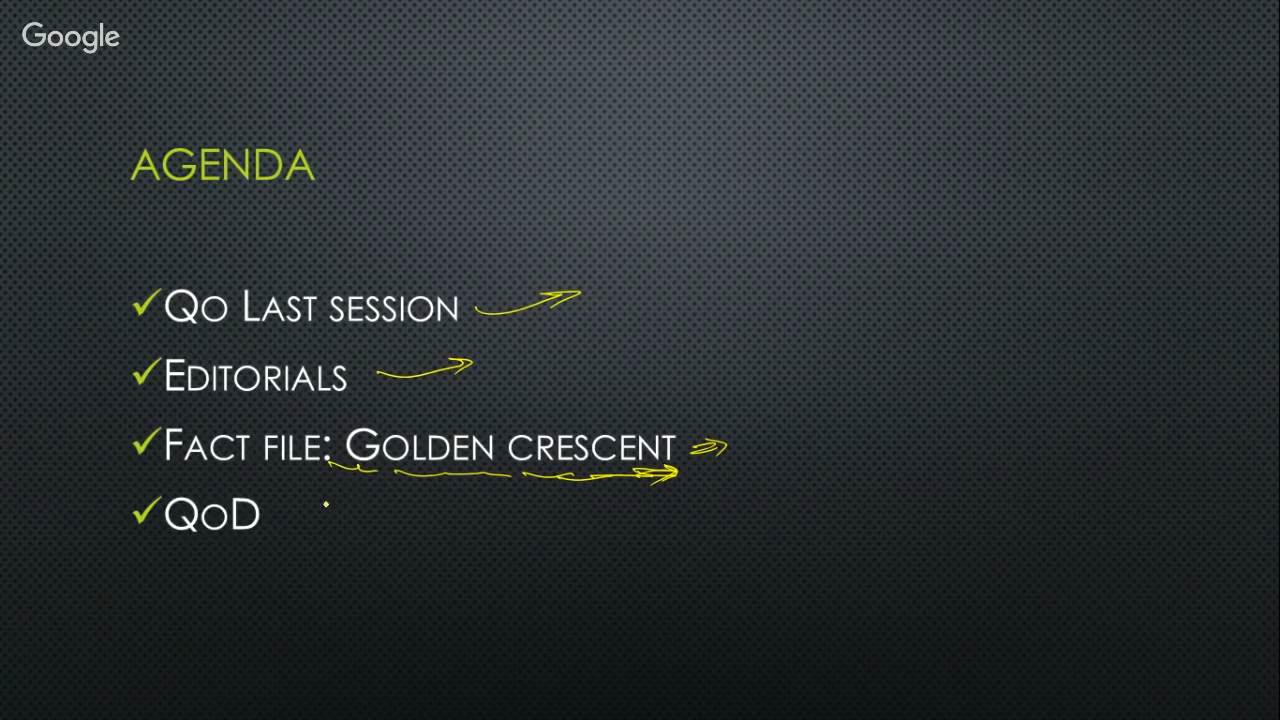 Google
AGENDA
Qo Last session
Editorials
Fact file: Golden crescent
QoD